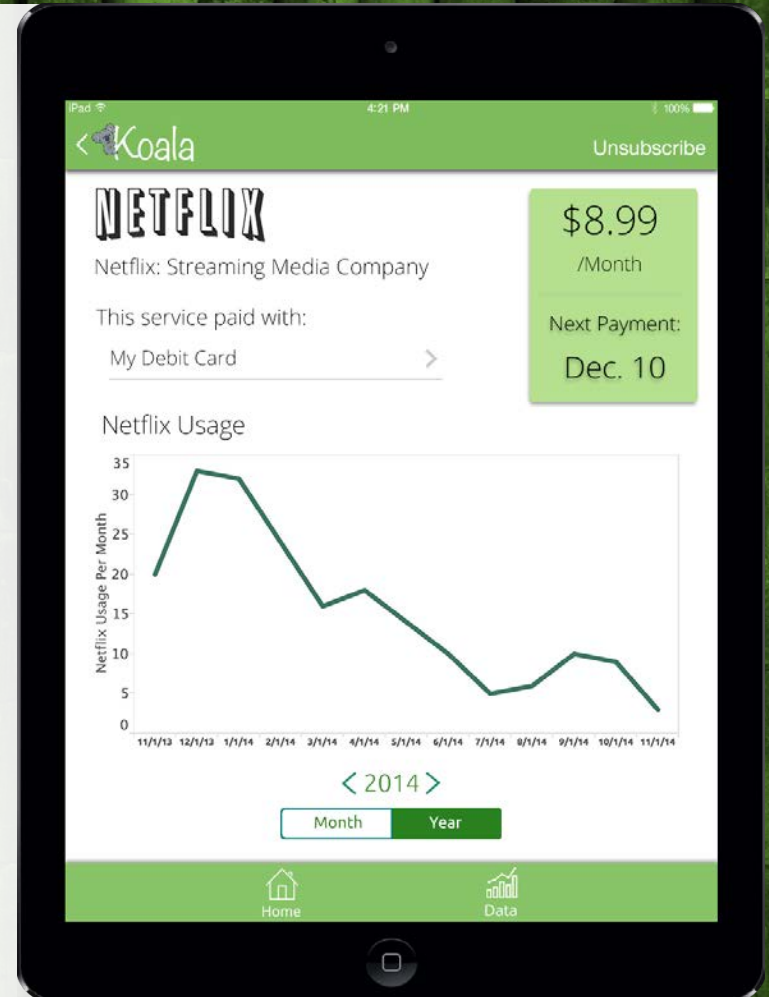 iPad 4:21 PM 100%
Koala Unsubscribe
NETFLIX
Netflix: Streaming Media Company
This service paid with:
My Debit Card
$8.99
/Month
Next Payment:
Dec. 10
Netflix Usage
Netflix Usage Per Month
35
30
25
20
15
10
5
0
11/1/13 12/1/13 1/1/14 2/1/14 3/1/14 4/1/14 5/1/14 6/1/14 7/1/14 8/1/14 9/1/14 10/1/14 11/1/14
< 2014 >
Month Year
Home Data